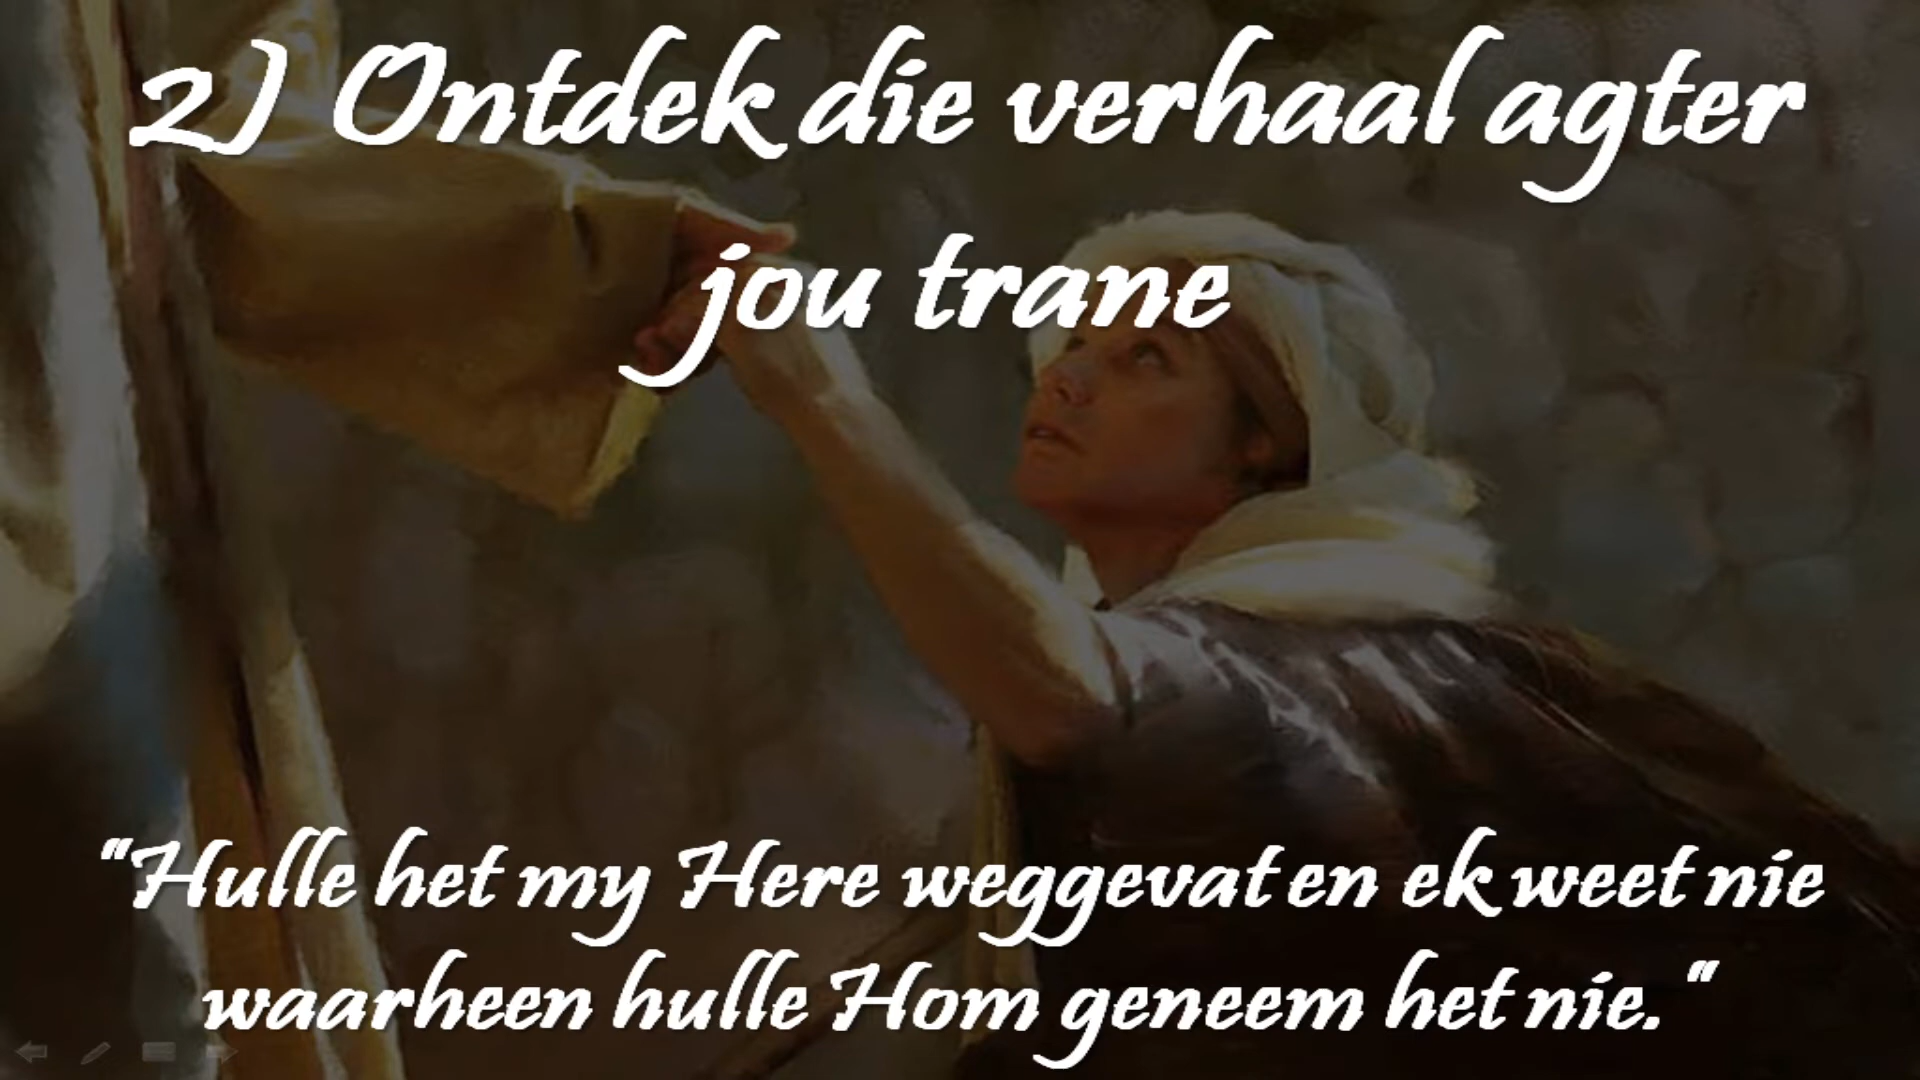 2) Ontdek die verhaal agter
jou trane
"Hulle het my Here weggevat en ek weet nie
waarheen hulle Hom geneem het nie."